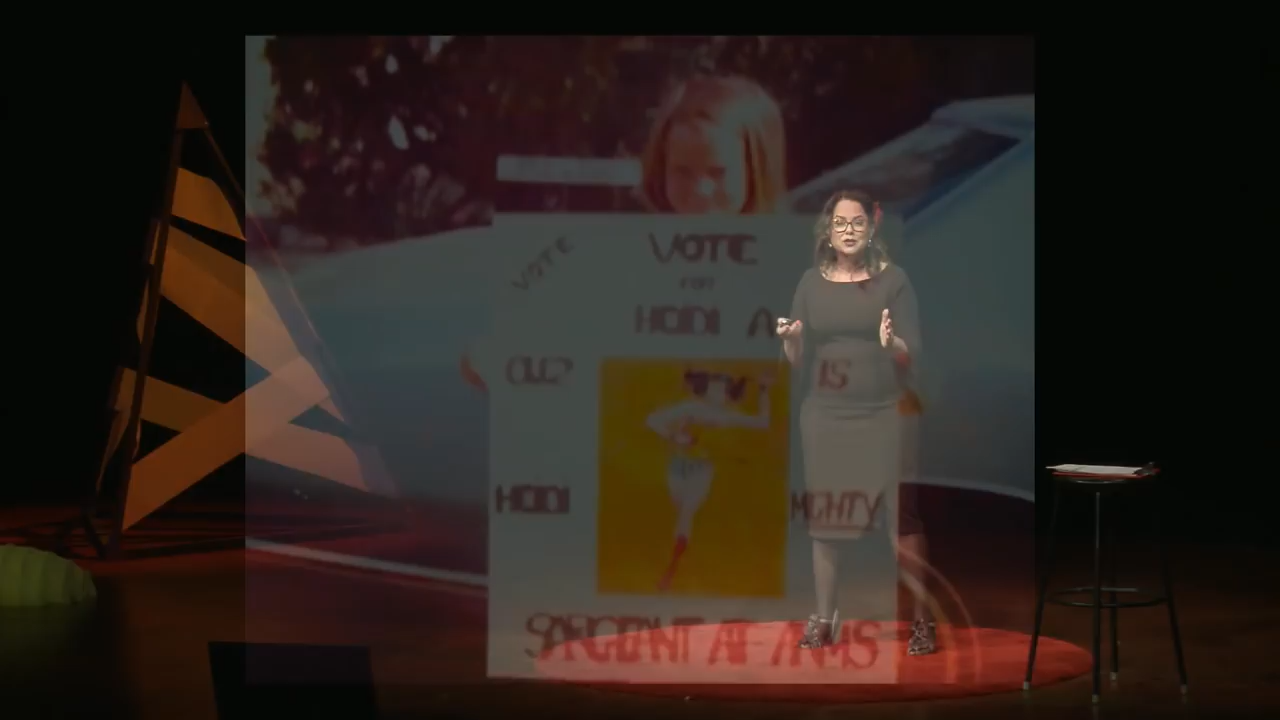 VOTE
VOTE
FOR
HEIDI A
IS
HEIDI
MIGHTY
SARGENT AT ARMS